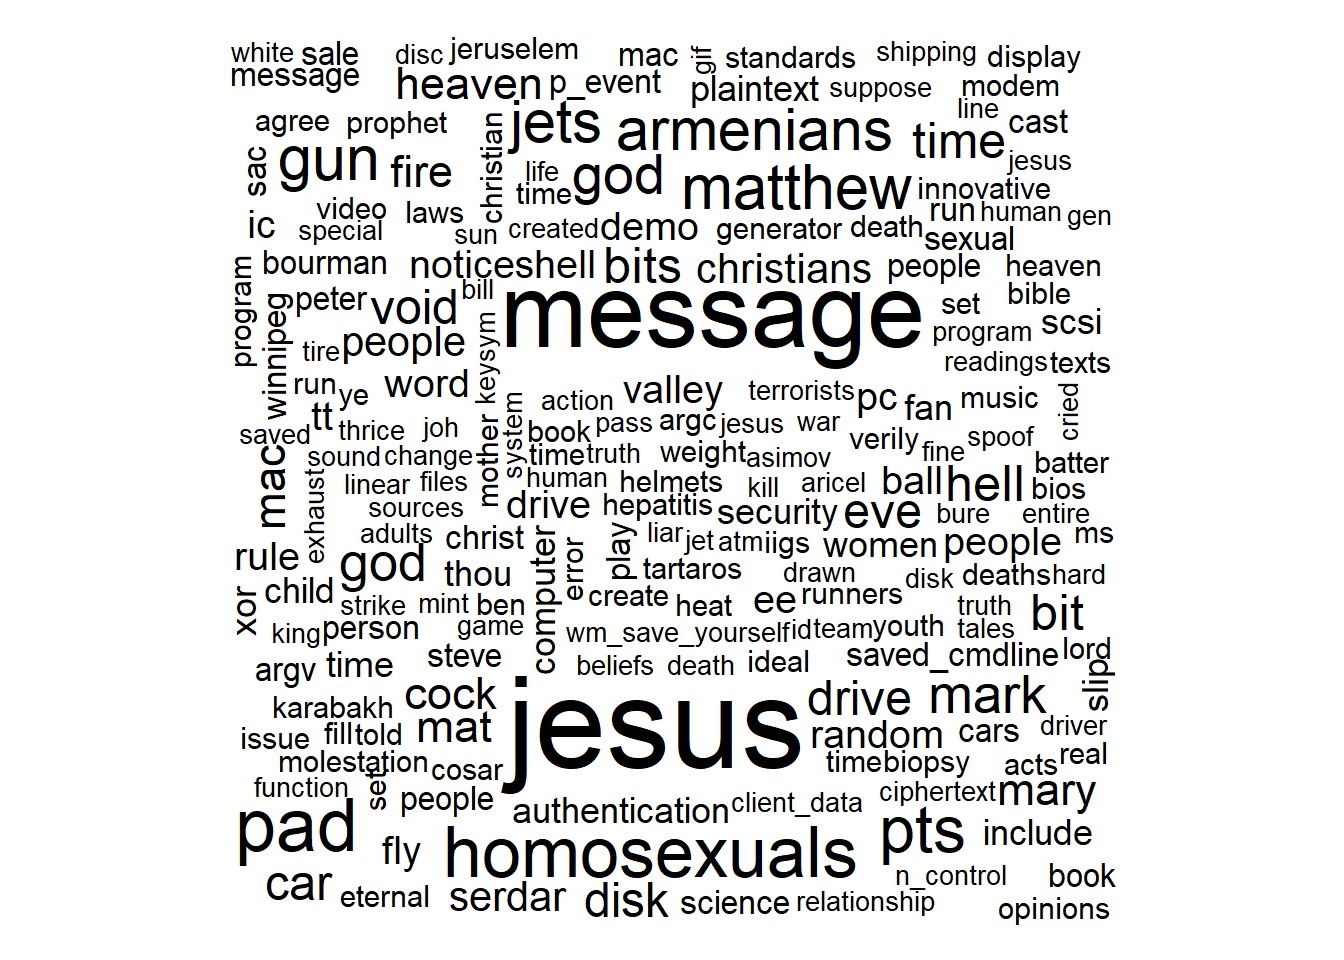 white sale disc jeruselem mac gif standards shipping display
message heaven p_event plaintext suppose modem
agree prophet jets armenians time line cast
sac gun fire christian life time god matthew innovative jesus
ic video special laws sun created demo generator death run human gen sexual
program bourman noticeshell bits christians people heaven
winnipeg peter void bill message set bible
tire people keysym program scsi
readings texts
run ye word valley terrorists pc fan music cried
saved tt thrice joh mother system action book pass argc jesus war verily fine spoof
mac sound change time truth weight asimov batter
exhaust linear files human helmets kill aricel ball hell bios
sources drive hepatitis security eve bure entire
adults christ computer error play liar jet atm iigs women people ms
rule god thou tartaros drawn disk deaths hard
xor child strike mint ben create heat ee runners truth bit
king person game wm_save_yourself id team youth tales
argv time steve beliefs death ideal saved_cmdline lord slip
karabakh cock jesus drive mark
issue fill told mat random cars driver
molestation cosar time biopsy acts real
function set people authentication client_data ciphertext mary
pad fly homosexuals pts include
car eternal serdar disk science relationship n_control book
opinions